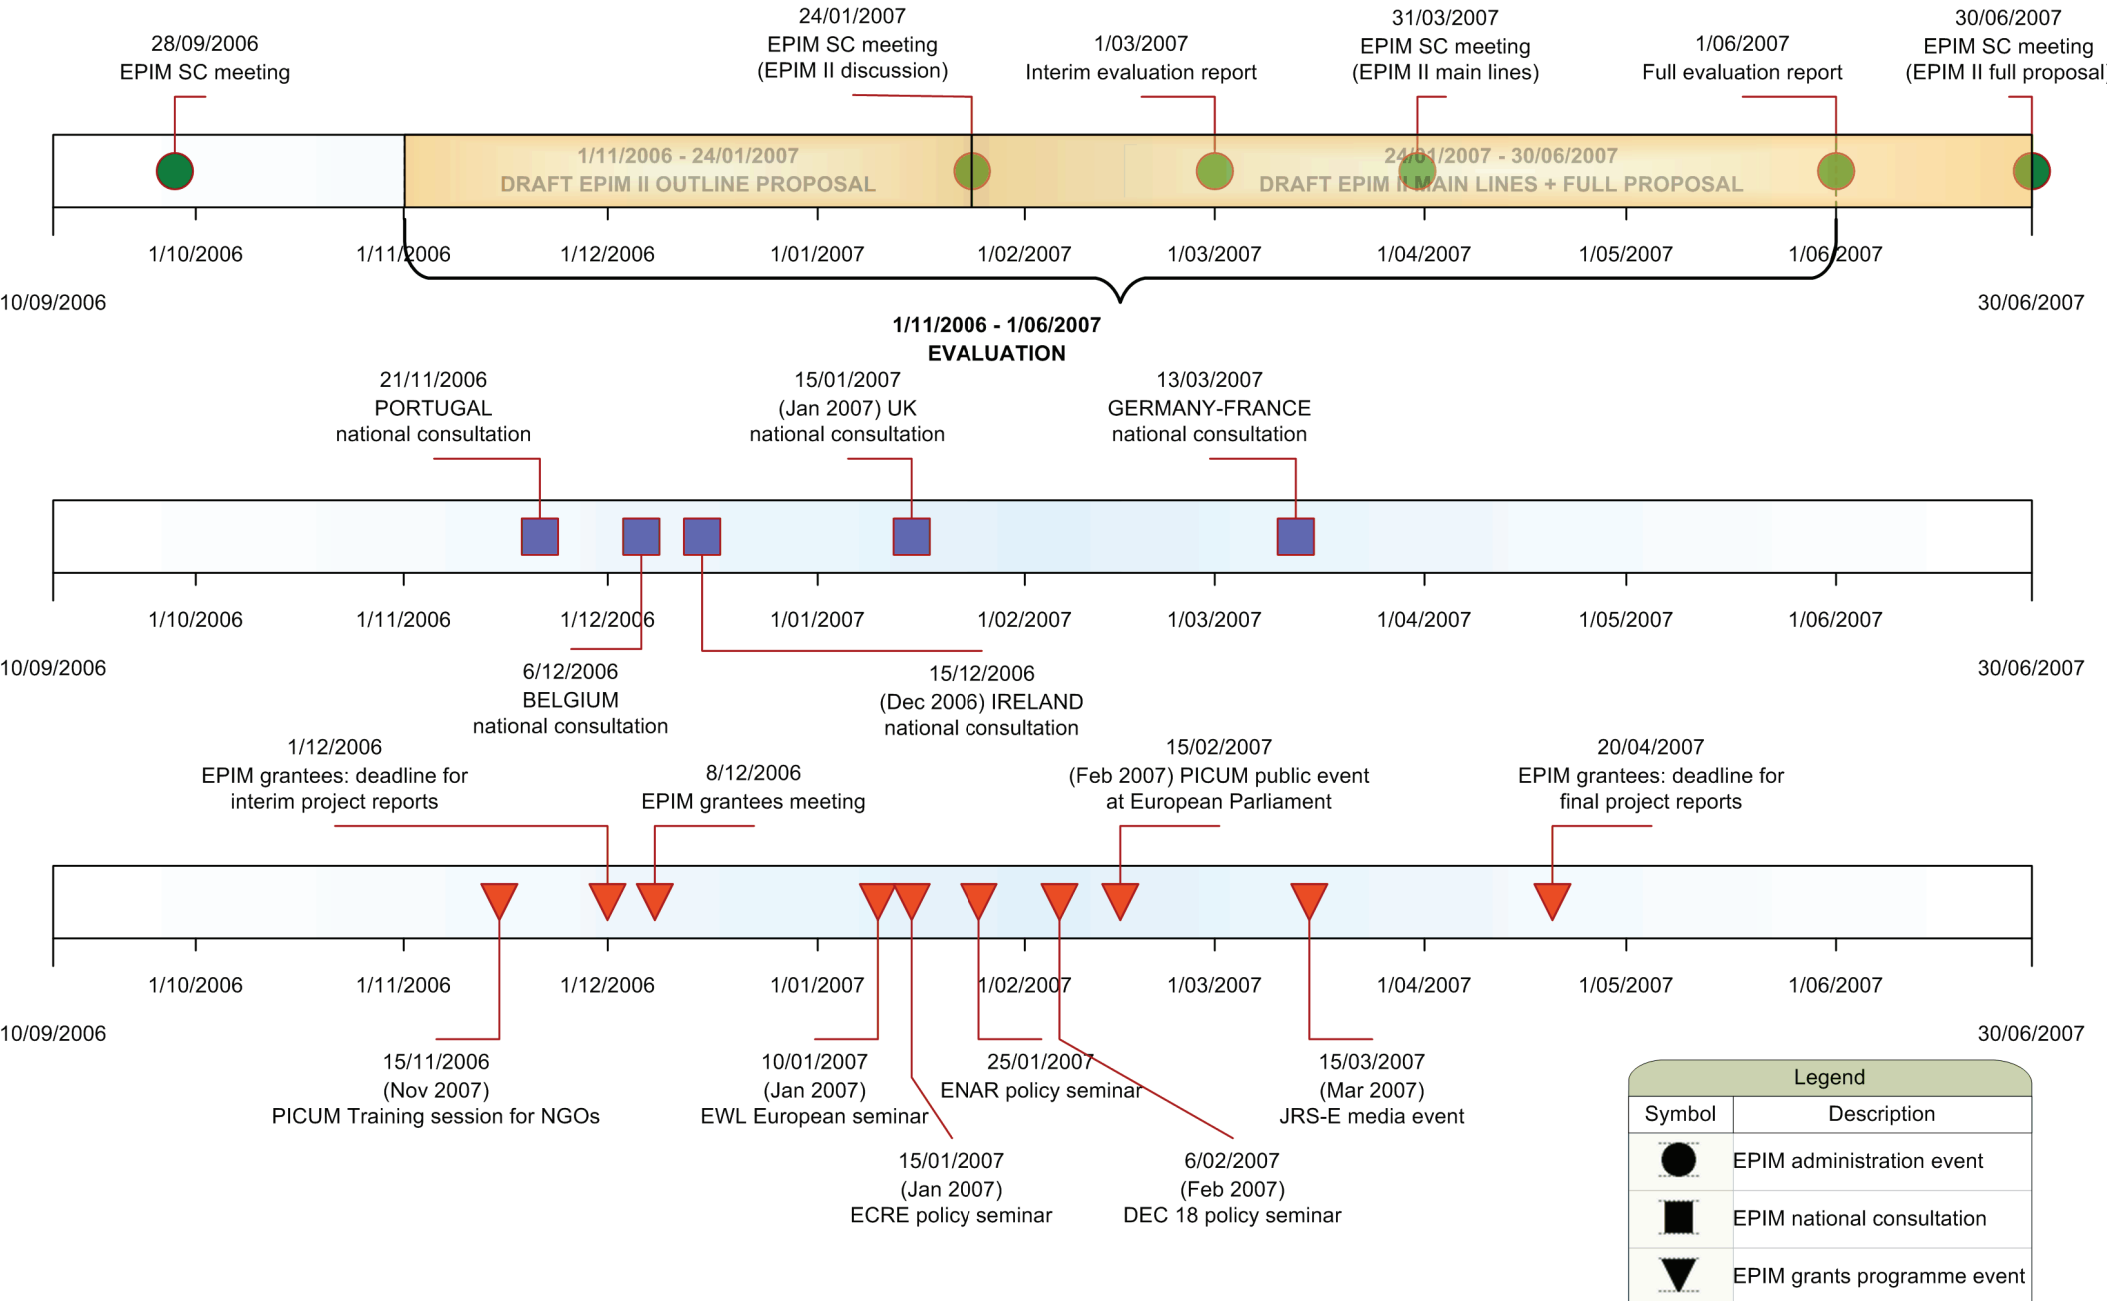 28/09/2006
EPIM SC meeting
24/01/2007
EPIM SC meeting
(EPIM II discussion)
1/03/2007
Interim evaluation report
31/03/2007
EPIM SC meeting
(EPIM II main lines)
1/06/2007
Full evaluation report
30/06/2007
EPIM SC meeting
(EPIM II full proposal)
1/11/2006 - 24/01/2007
DRAFT EPIM II OUTLINE PROPOSAL
24/01/2007 - 30/06/2007
DRAFT EPIM II MAIN LINES + FULL PROPOSAL
1/10/2006
1/11/2006
1/12/2006
1/01/2007
1/02/2007
1/03/2007
1/04/2007
1/05/2007
1/06/2007
10/09/2006
30/06/2007
1/11/2006 - 1/06/2007
EVALUATION
21/11/2006
PORTUGAL
national consultation
15/01/2007
(Jan 2007) UK
national consultation
13/03/2007
GERMANY-FRANCE
national consultation
1/10/2006
1/11/2006
1/12/2006
1/01/2007
1/02/2007
1/03/2007
1/04/2007
1/05/2007
1/06/2007
10/09/2006
30/06/2007
6/12/2006
BELGIUM
national consultation
15/12/2006
(Dec 2006) IRELAND
national consultation
1/12/2006
EPIM grantees: deadline for
interim project reports
8/12/2006
EPIM grantees meeting
15/02/2007
(Feb 2007) PICUM public event
at European Parliament
20/04/2007
EPIM grantees: deadline for
final project reports
1/10/2006
1/11/2006
1/12/2006
1/01/2007
1/02/2007
1/03/2007
1/04/2007
1/05/2007
1/06/2007
10/09/2006
30/06/2007
15/11/2006
(Nov 2007)
PICUM Training session for NGOs
10/01/2007
(Jan 2007)
EWL European seminar
25/01/2007
ENAR policy seminar
15/03/2007
(Mar 2007)
JRS-E media event
15/01/2007
(Jan 2007)
ECRE policy seminar
6/02/2007
(Feb 2007)
DEC 18 policy seminar
Legend
Symbol
Description
EPIM administration event
EPIM national consultation
EPIM grants programme event